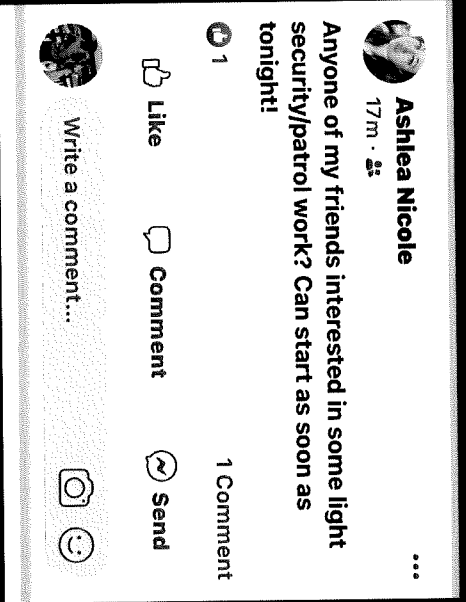 Ashlea Nicole
17m ·
Anyone of my friends interested in some light
security/patrol work? Can start as soon as
tonight!
1
1 Comment
Like Comment Send
Write a comment...